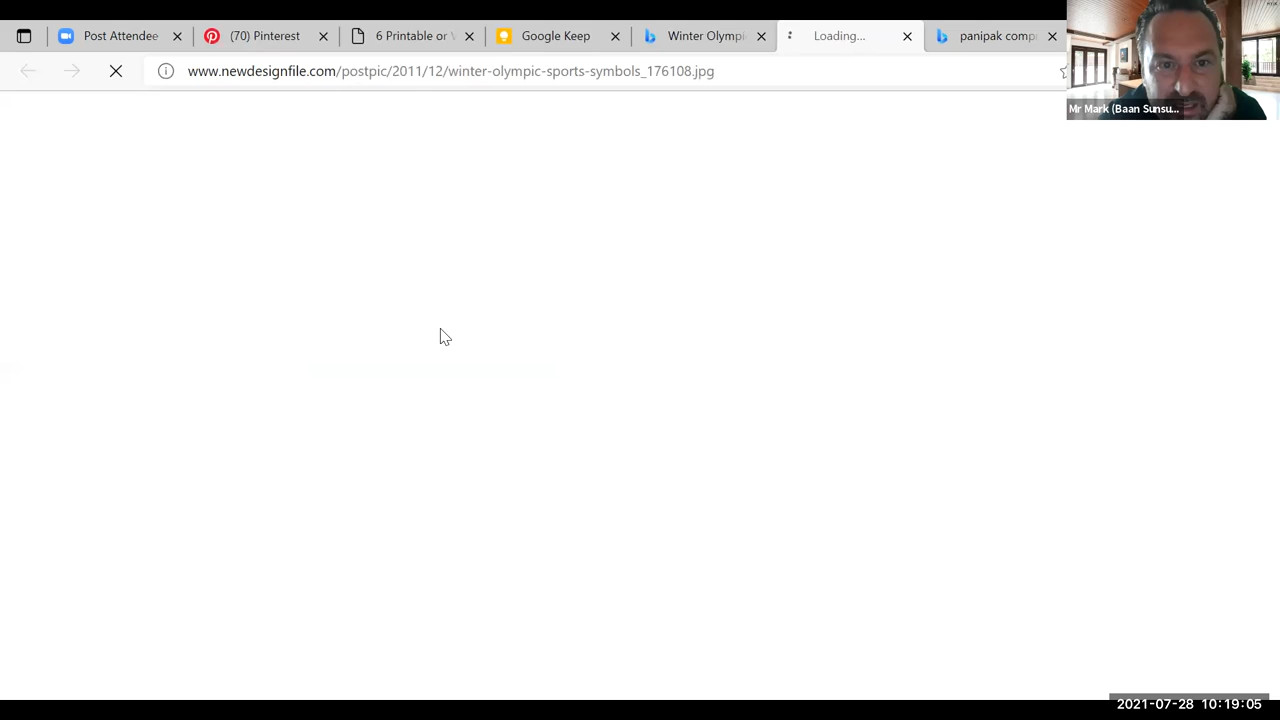 Post Attendee
(70) Pinterest
6 Printable or
Google Keep
Winter Olympi
Loading...
panipak comp
www.newdesignfile.com/postpic/2011/12/winter-olympic-sports-symbols_176108.jpg
Mr Mark (Baan Sunsu...
2021-07-28 10:19:05